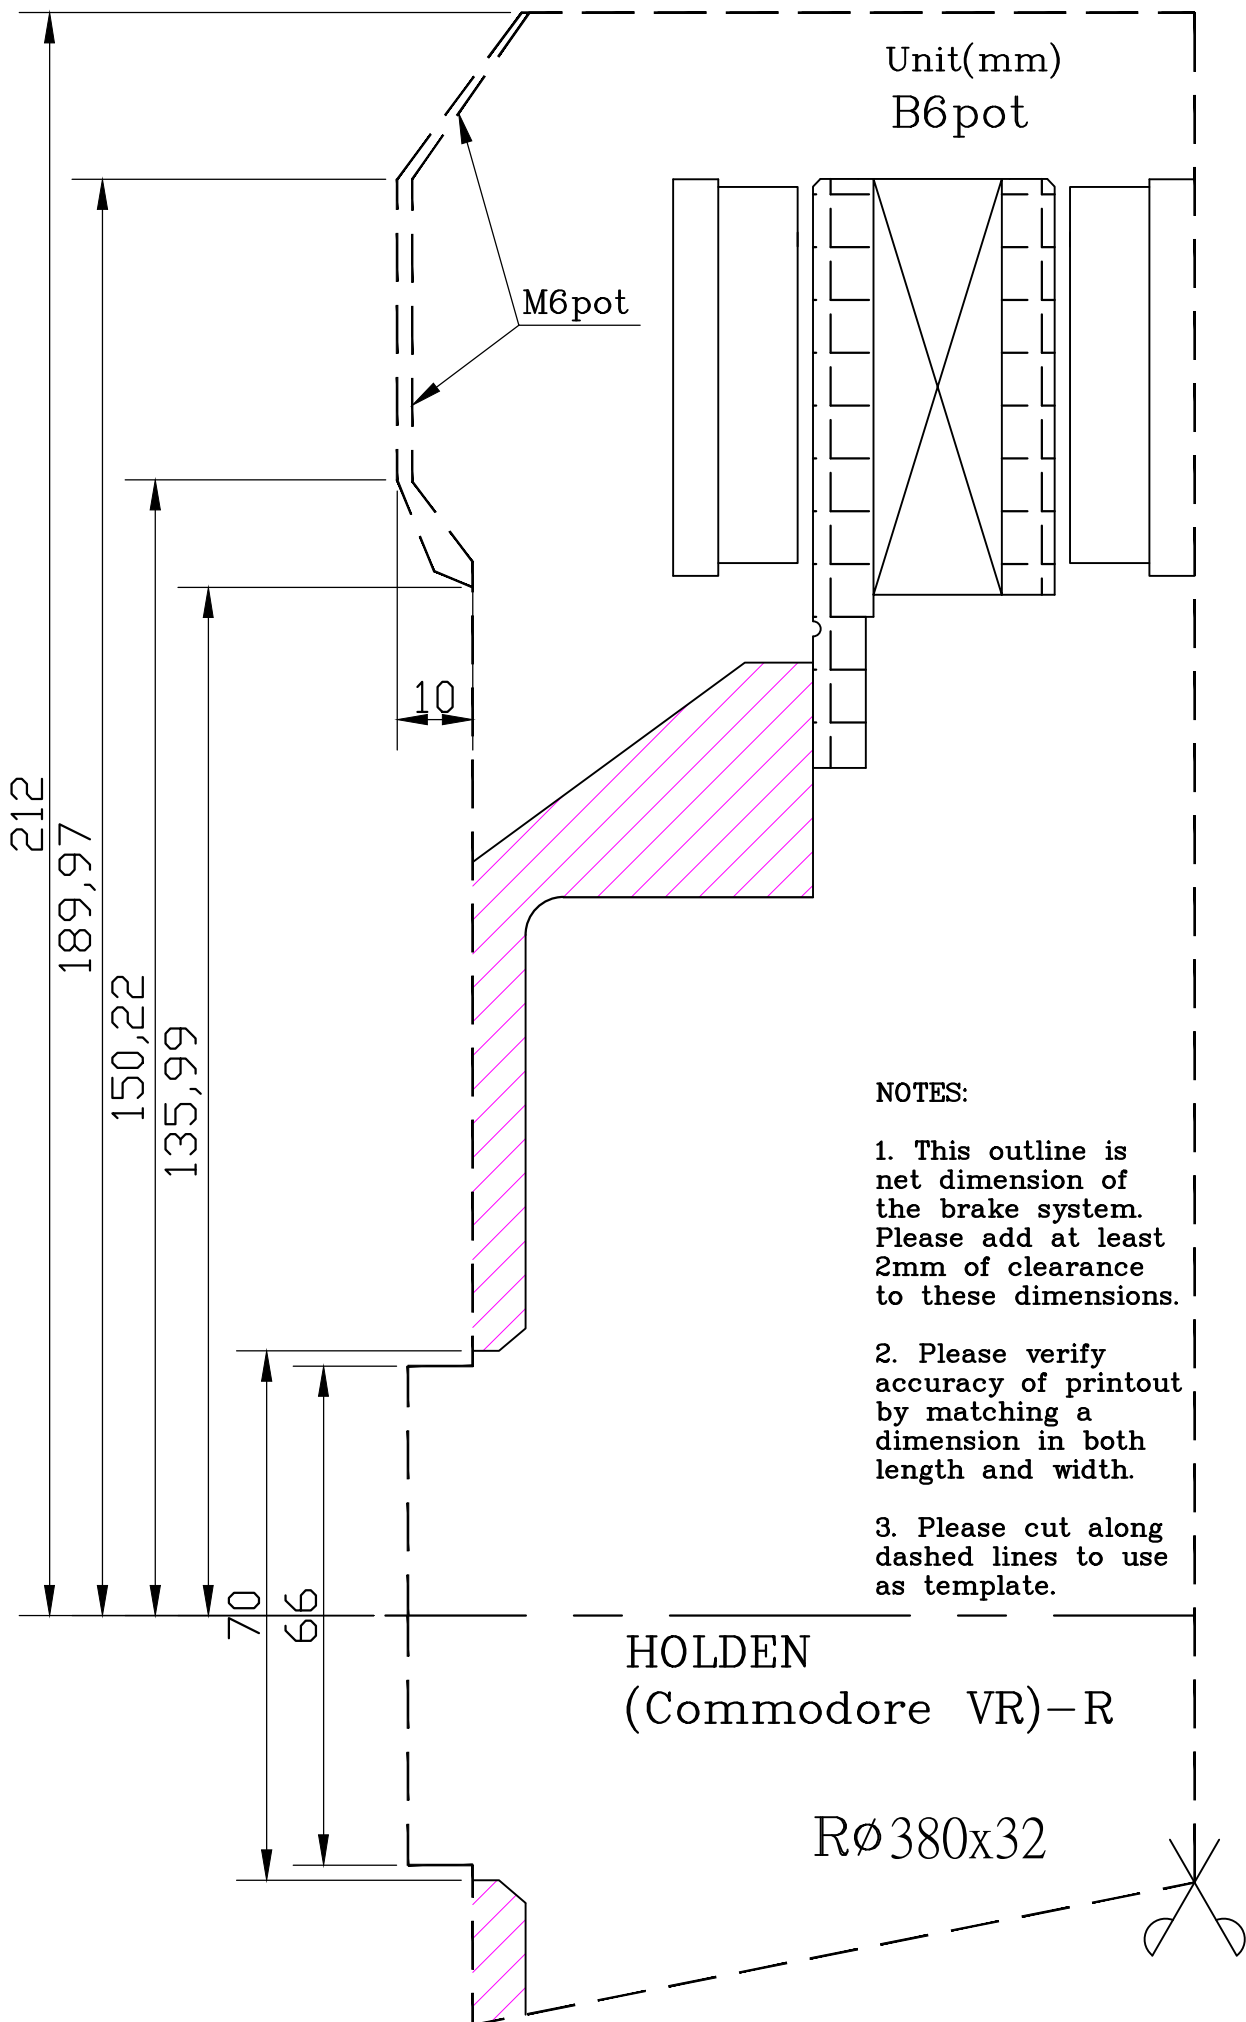 Unit(mm)
B6pot
M6pot
10
212
189,97
150,22
135,99
NOTES:
1. This outline is
net dimension of
the brake system.
Please add at least
2mm of clearance
to these dimensions.
2. Please verify
accuracy of printout
by matching a
dimension in both
length and width.
3. Please cut along
dashed lines to use
as template.
70
66
HOLDEN
(Commodore VR)-R
RØ380x32